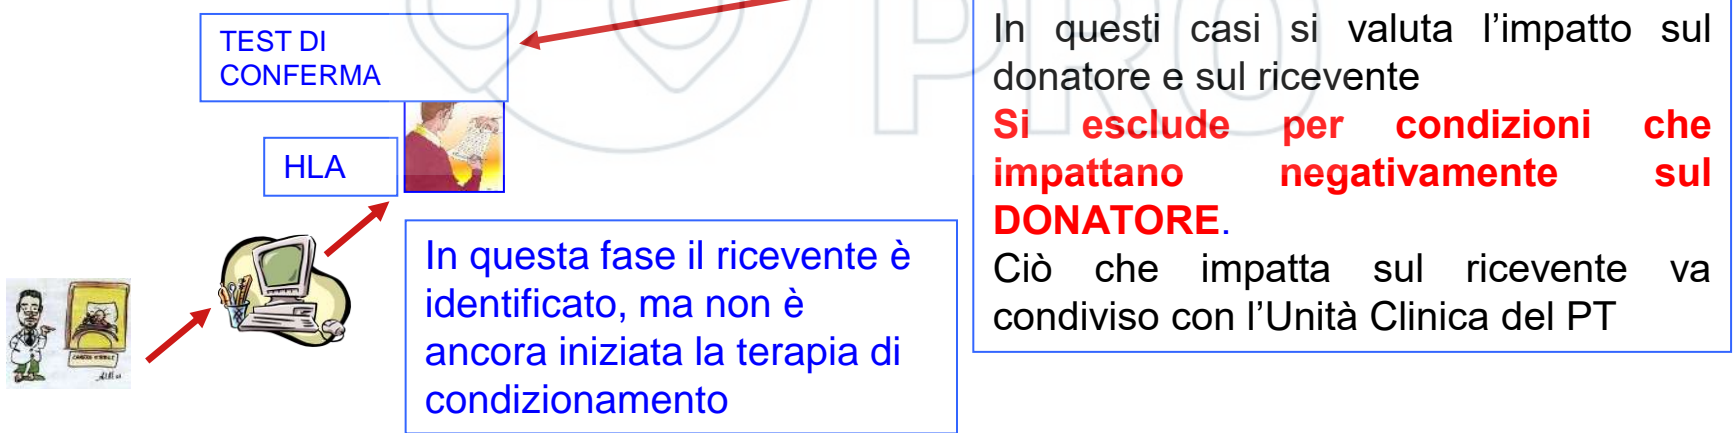 TEST DI
CONFERMA
HLA
In questa fase il ricevente è
identificato, ma non è
ancora iniziata la terapia di
condizionamento
PRO
In questi casi si valuta l’impatto sul
donatore e sul ricevente
Si esclude per condizioni che
impattano negativamente sul
DONATORE.
Ciò che impatta sul ricevente va
condiviso con l’Unità Clinica del PT